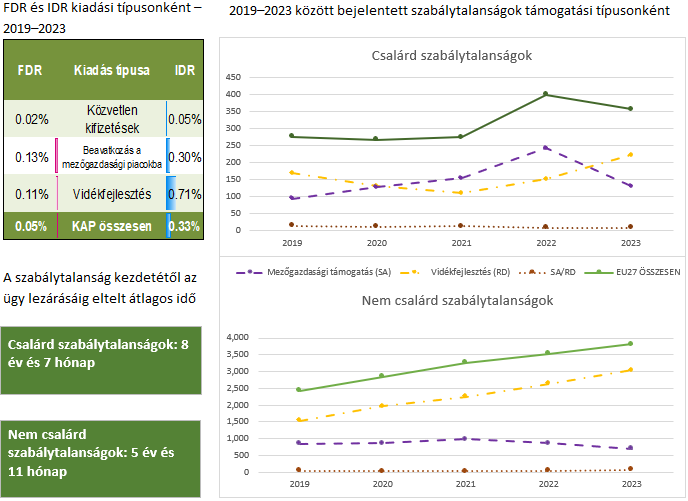 FDR és IDR kiadási típusonként –
2019–2023
FDR Kiadás típusa IDR
0.02% Közvetlen kifizetések 0.05%
0.13% Beavatkozás a mezőgazdasági piacokba 0.30%
0.11% Vidékfejlesztés 0.71%
0.05% KAP összesen 0.33%
A szabálytalanság kezdetétől az
ügy lezárásáig eltelt átlagos idő
Csalárd szabálytalanságok: 8
év és 7 hónap
Nem csalárd
szabálytalanságok: 5 év és
11 hónap
2019–2023 között bejelentett szabálytalanságok támogatási típusonként
Csalárd szabálytalanságok
450
400
350
300
250
200
150
100
50
0
2019 2020 2021 2022 2023
Mezőgazdasági támogatás (SA) Vidékfejlesztés (RD) SA/RD EU27 ÖSSZESEN
Nem csalárd szabálytalanságok
4,000
3,500
3,000
2,500
2,000
1,500
1,000
500
0
2019 2020 2021 2022 2023